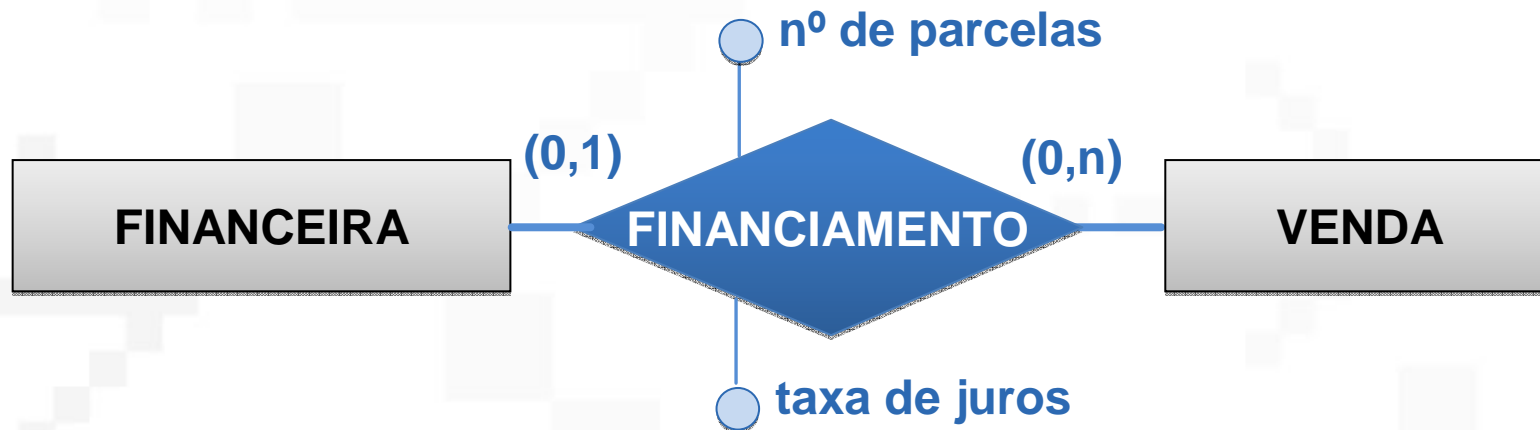 nº de parcelas
(0,1)
(0,n)
FINANCEIRA
FINANCIAMENTO
VENDA
taxa de juros